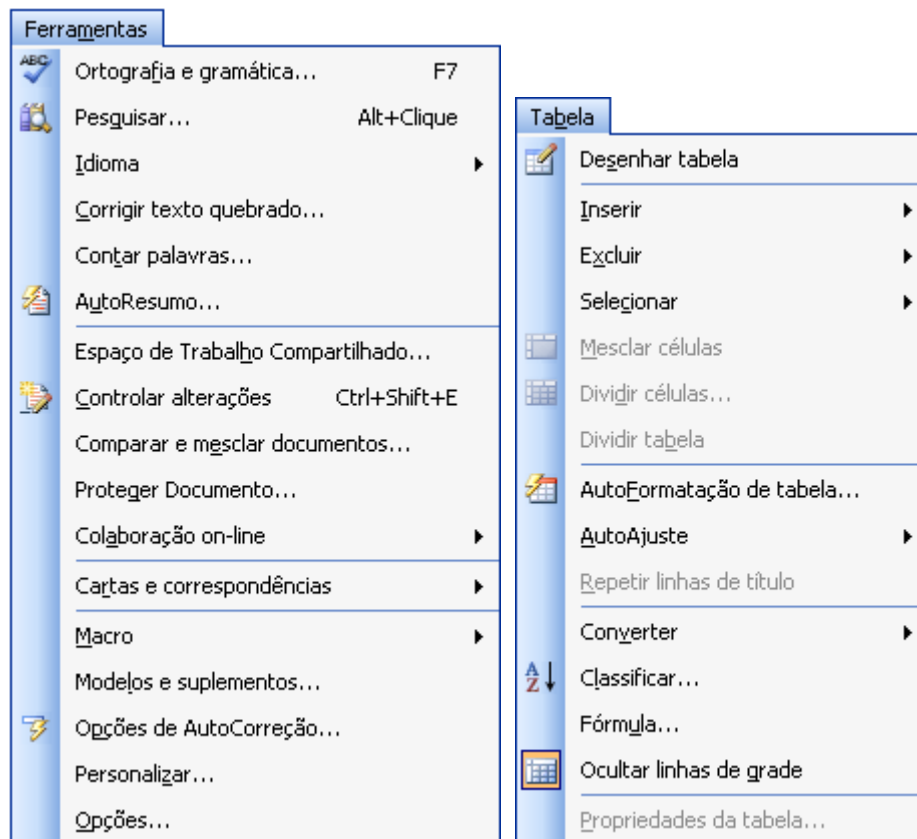 Ferramentas
ABC
Ortografia e gramática... F7
Pesquisar... Alt+Clique
Idioma
Corrigir texto quebrado...
Contar palavras...
AutoResumo...
Espaço de Trabalho Compartilhado...
Controlar alterações Ctrl+Shift+E
Comparar e mesclar documentos...
Proteger Documento...
Colaboração on-line
Cartas e correspondências
Macro
Modelos e suplementos...
Opções de AutoCorreção...
Personalizar...
Opções...
Tabela
Desenhar tabela
Inserir
Excluir
Selecionar
Mesclar células
Dividir células...
Dividir tabela
AutoFormatação de tabela...
AutoAjuste
Repetir linhas de título
Converter
A
Z
Classificar...
Fórmula...
Ocultar linhas de grade
Propriedades da tabela...